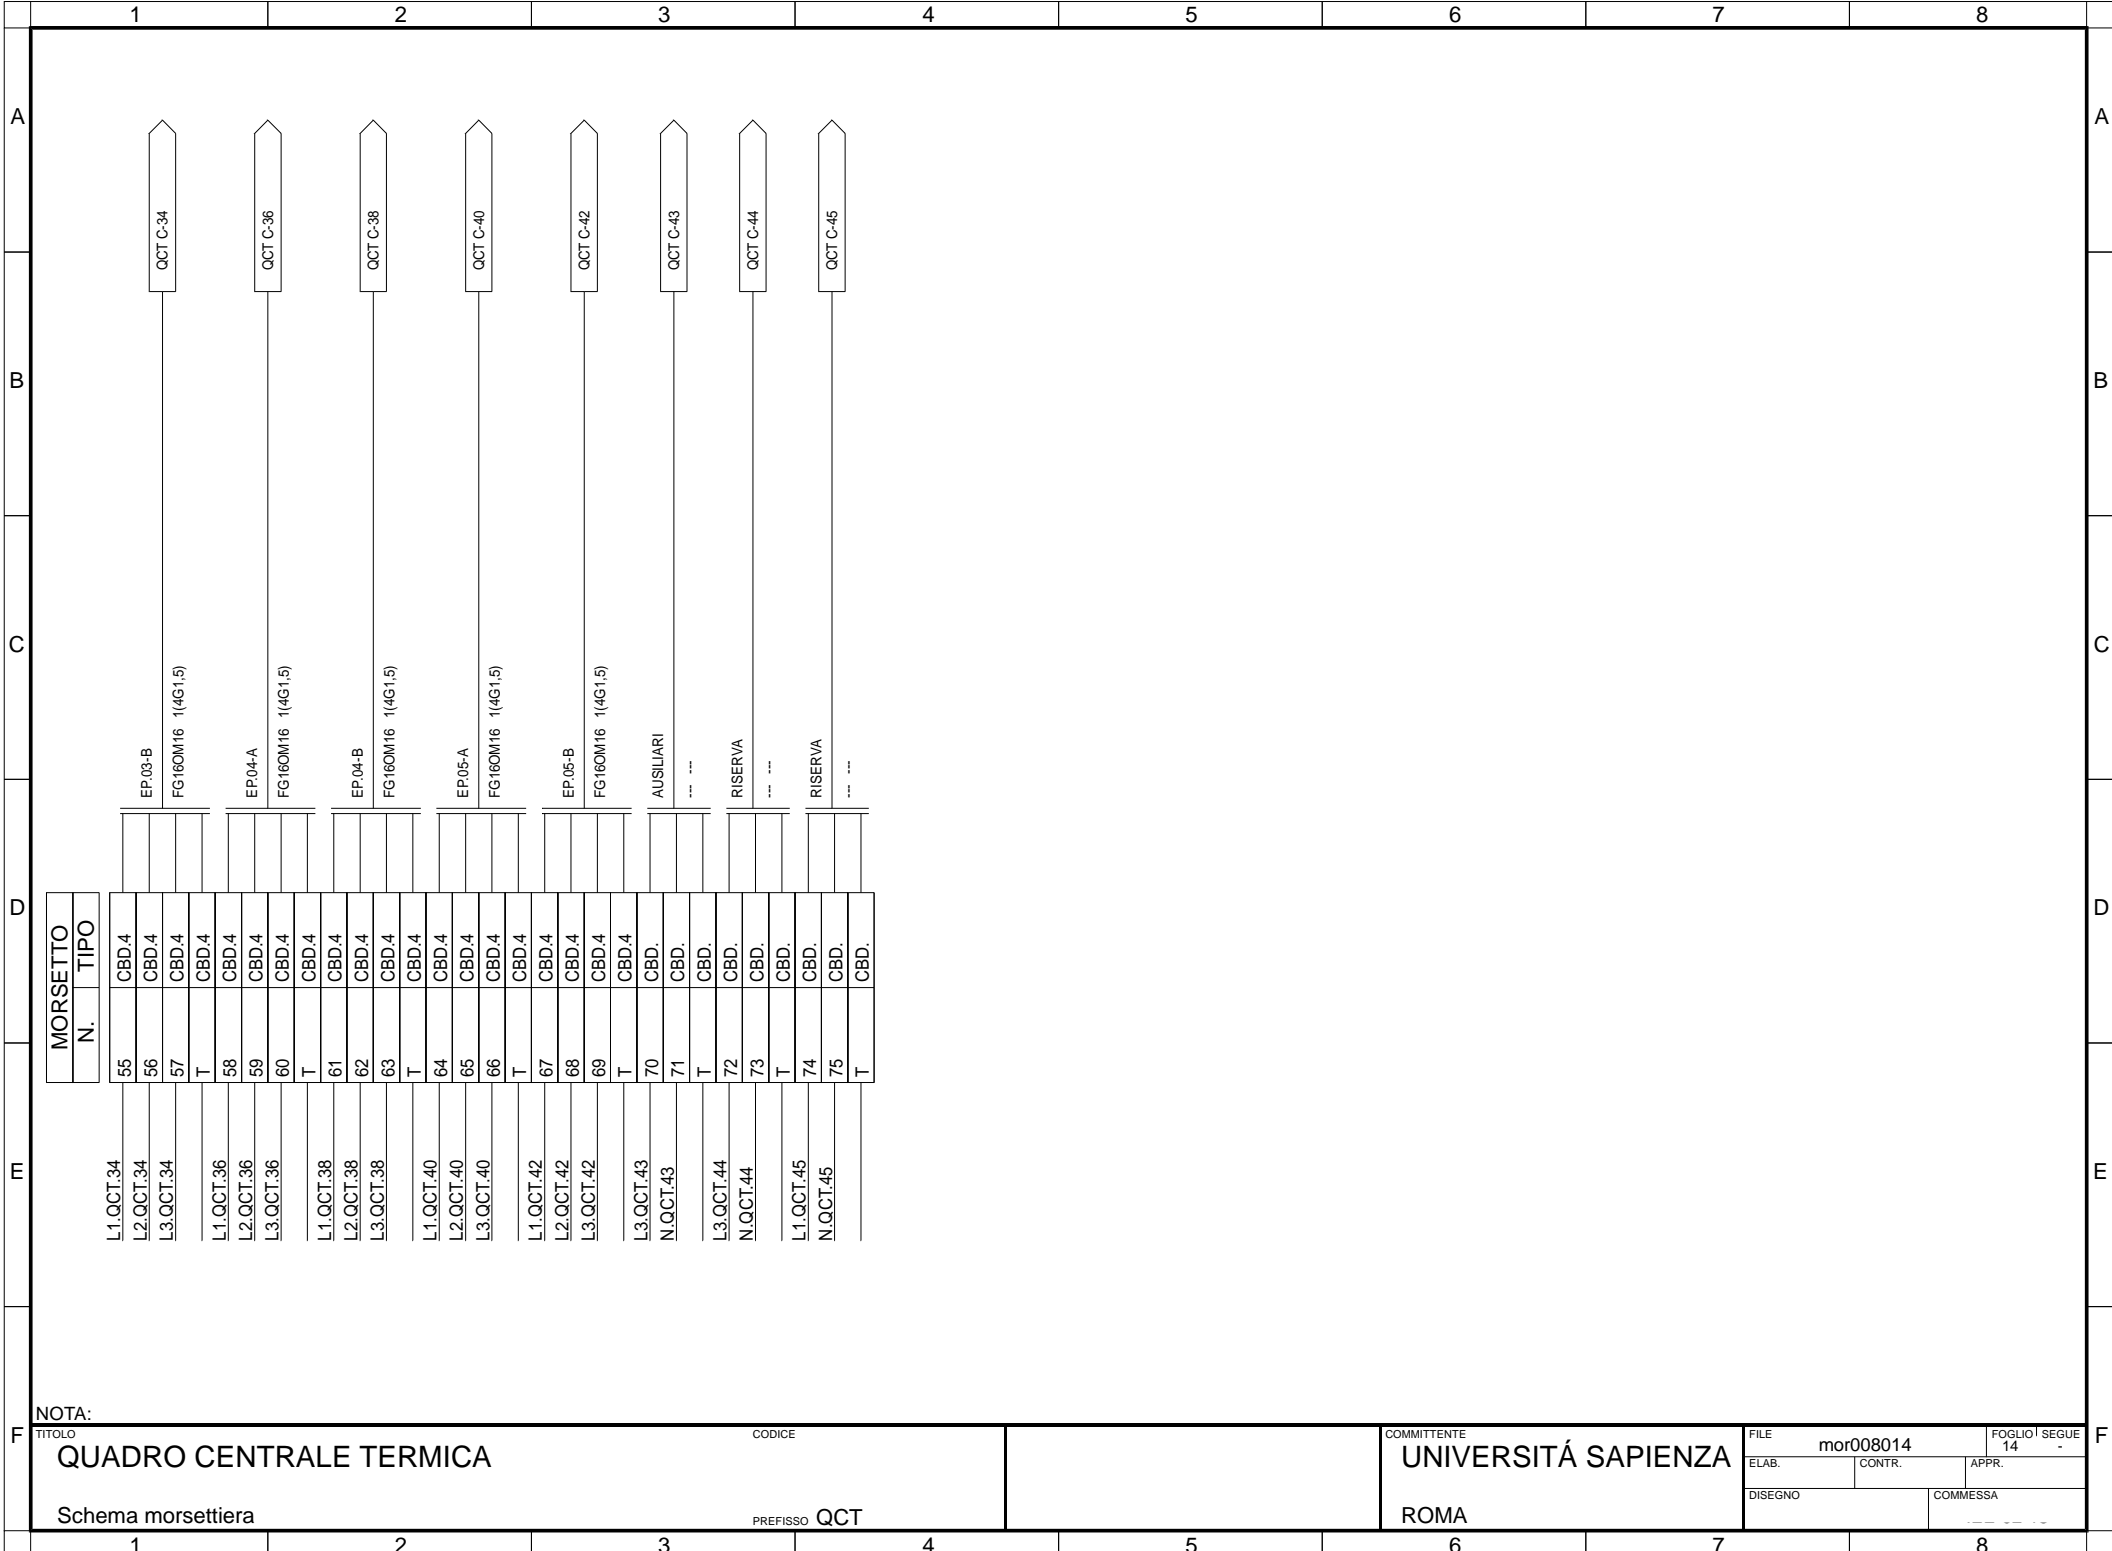 1 2 3 4 5 6 7 8
A A
B B
C C
D D
E E
F F
QCT C-34
QCT C-36
QCT C-38
QCT C-40
QCT C-42
QCT C-43
QCT C-44
QCT C-45
EP.03-B
FG16OM16 1(4G1,5)
EP.04-A
FG16OM16 1(4G1,5)
EP.04-B
FG16OM16 1(4G1,5)
EP.05-A
FG16OM16 1(4G1,5)
EP.05-B
FG16OM16 1(4G1,5)
AUSILIARI
--- ---
RISERVA
--- ---
RISERVA
--- ---
MORSETTO
N. TIPO
55 CBD.4
56 CBD.4
57 CBD.4
T CBD.4
58 CBD.4
59 CBD.4
60 CBD.4
T CBD.4
61 CBD.4
62 CBD.4
63 CBD.4
T CBD.4
64 CBD.4
65 CBD.4
66 CBD.4
T CBD.4
67 CBD.4
68 CBD.4
69 CBD.4
T CBD.4
70 CBD.
71 CBD.
T CBD.
72 CBD.
73 CBD.
T CBD.
74 CBD.
75 CBD.
T CBD.
L1.QCT.34
L2.QCT.34
L3.QCT.34
L1.QCT.36
L2.QCT.36
L3.QCT.36
L1.QCT.38
L2.QCT.38
L3.QCT.38
L1.QCT.40
L2.QCT.40
L3.QCT.40
L1.QCT.42
L2.QCT.42
L3.QCT.42
L3.QCT.43
N.QCT.43
L3.QCT.44
N.QCT.44
L1.QCT.45
N.QCT.45
NOTA:
TITOLO
QUADRO CENTRALE TERMICA
Schema morsettiera
CODICE
PREFISSO QCT
COMMITTENTE
UNIVERSITÁ SAPIENZA
ROMA
FILE
mor008014
FOGLIO SEGUE
14 -
ELAB. CONTR. APPR.
DISEGNO COMMESSA
1 2 3 4 5 6 7 8